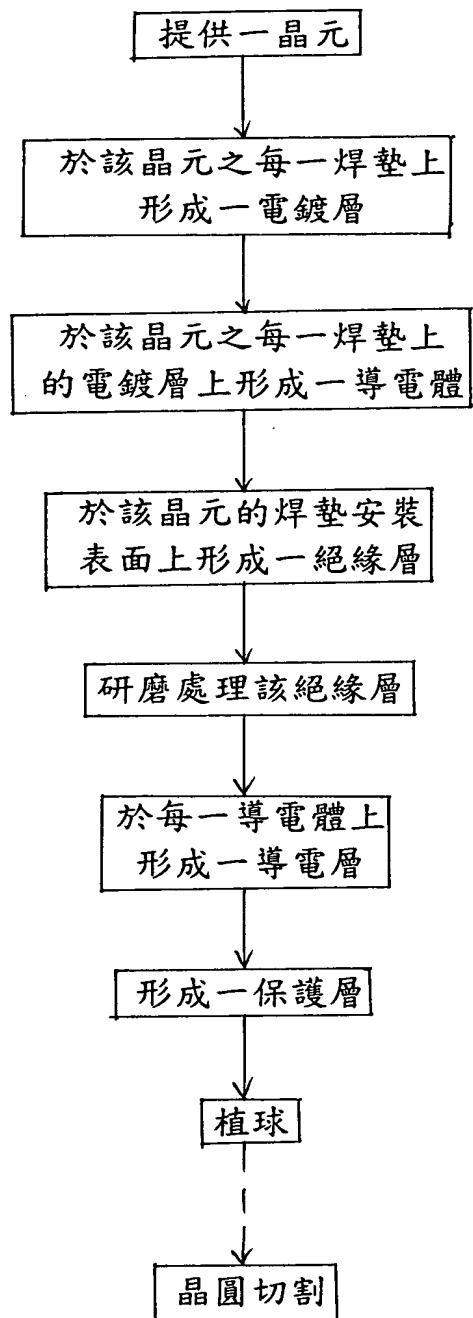 提供一晶元
於該晶元之每一焊墊上
形成一電鍍層
於該晶元之每一焊墊上
的電鍍層上形成一導電體
於該晶元的焊墊安裝
表面上形成一絕緣層
研磨處理該絕緣層
於每一導電體上
形成一導電層
形成一保護層
植球
晶圓切割